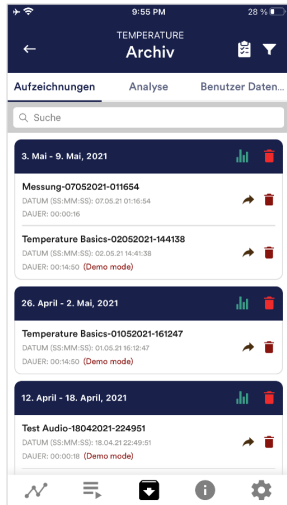 9:55 PM
28 %
TEMPERATURE
Archiv
Aufzeichnungen
Analyse
Benutzer Daten...
Suche
3. Mai - 9. Mai, 2021
Messung-07052021-011654
DATUM (SS:MM:SS): 07.05.21 01:16:54
DAUER: 00:00:16
Temperature Basics-02052021-144138
DATUM (SS:MM:SS): 02.05.21 14:41:38
DAUER: 00:14:50 (Demo mode)
26. April - 2. Mai, 2021
Temperature Basics-01052021-161247
DATUM (SS:MM:SS): 01.05.21 16:12:47
DAUER: 00:14:50 (Demo mode)
12. April - 18. April, 2021
Test Audio-18042021-224951
DATUM (SS:MM:SS): 18.04.21 22:49:51
DAUER: 00:00:18 (Demo mode)